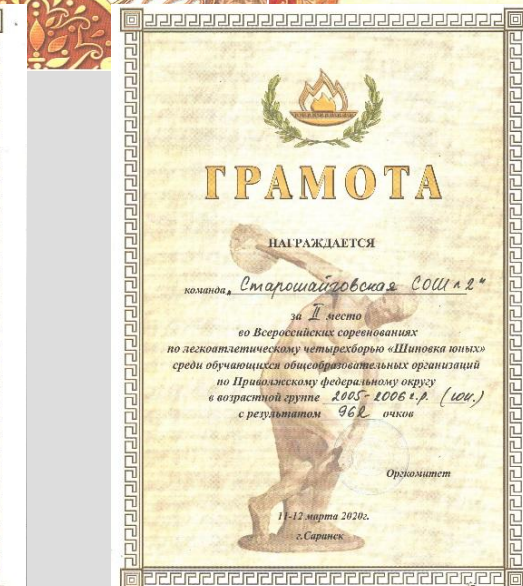 ГРАМОТА
НАГРАЖДАЕТСЯ
команда „Старошайговская СОШ №2"
за II место
во Всероссийских соревнованиях
по легкоатлетическому четырехборью «Шиповка юных»
среди обучающихся общеобразовательных организаций
по Приволжскому федеральному округу
в возрастной группе 2005-2006 г.р. (юн.)
с результатом 962 очков
Оргкомитет
11-12 марта 2020г.
г.Саранск